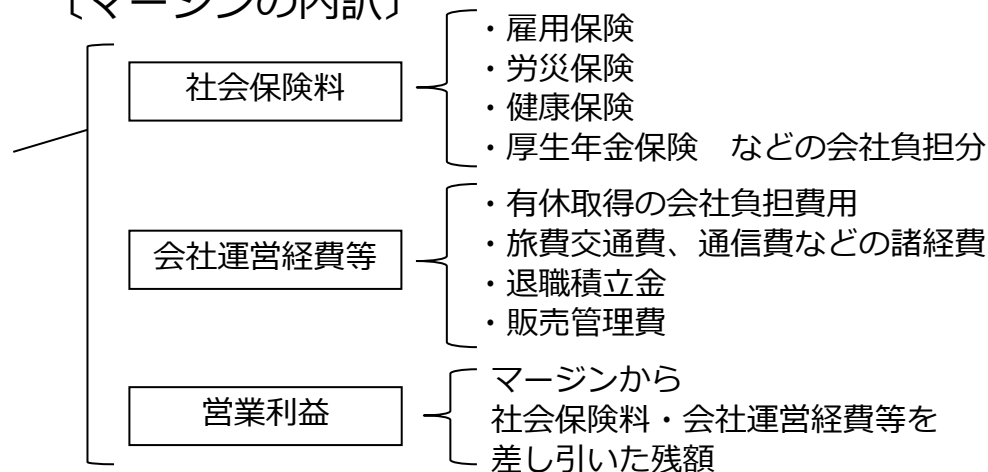 〔マージンの内訳〕
社会保険料
・雇用保険
・労災保険
・健康保険
・厚生年金保険　などの会社負担分
会社運営経費等
・有休取得の会社負担費用
・旅費交通費、通信費などの諸経費
・退職積立金
・販売管理費
営業利益
マージンから
社会保険料・会社運営経費等を
差し引いた残額